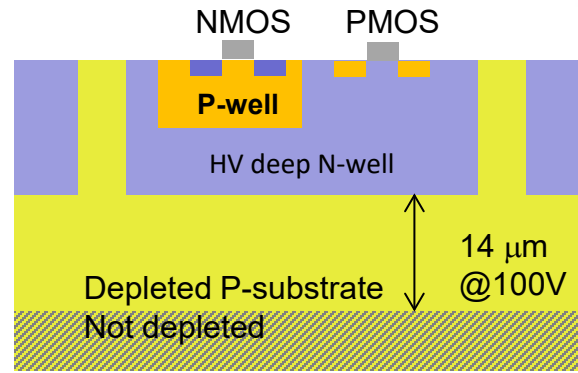 NMOS PMOS
P-well
HV deep N-well
14 μm
@100V
Depleted P-substrate
Not depleted